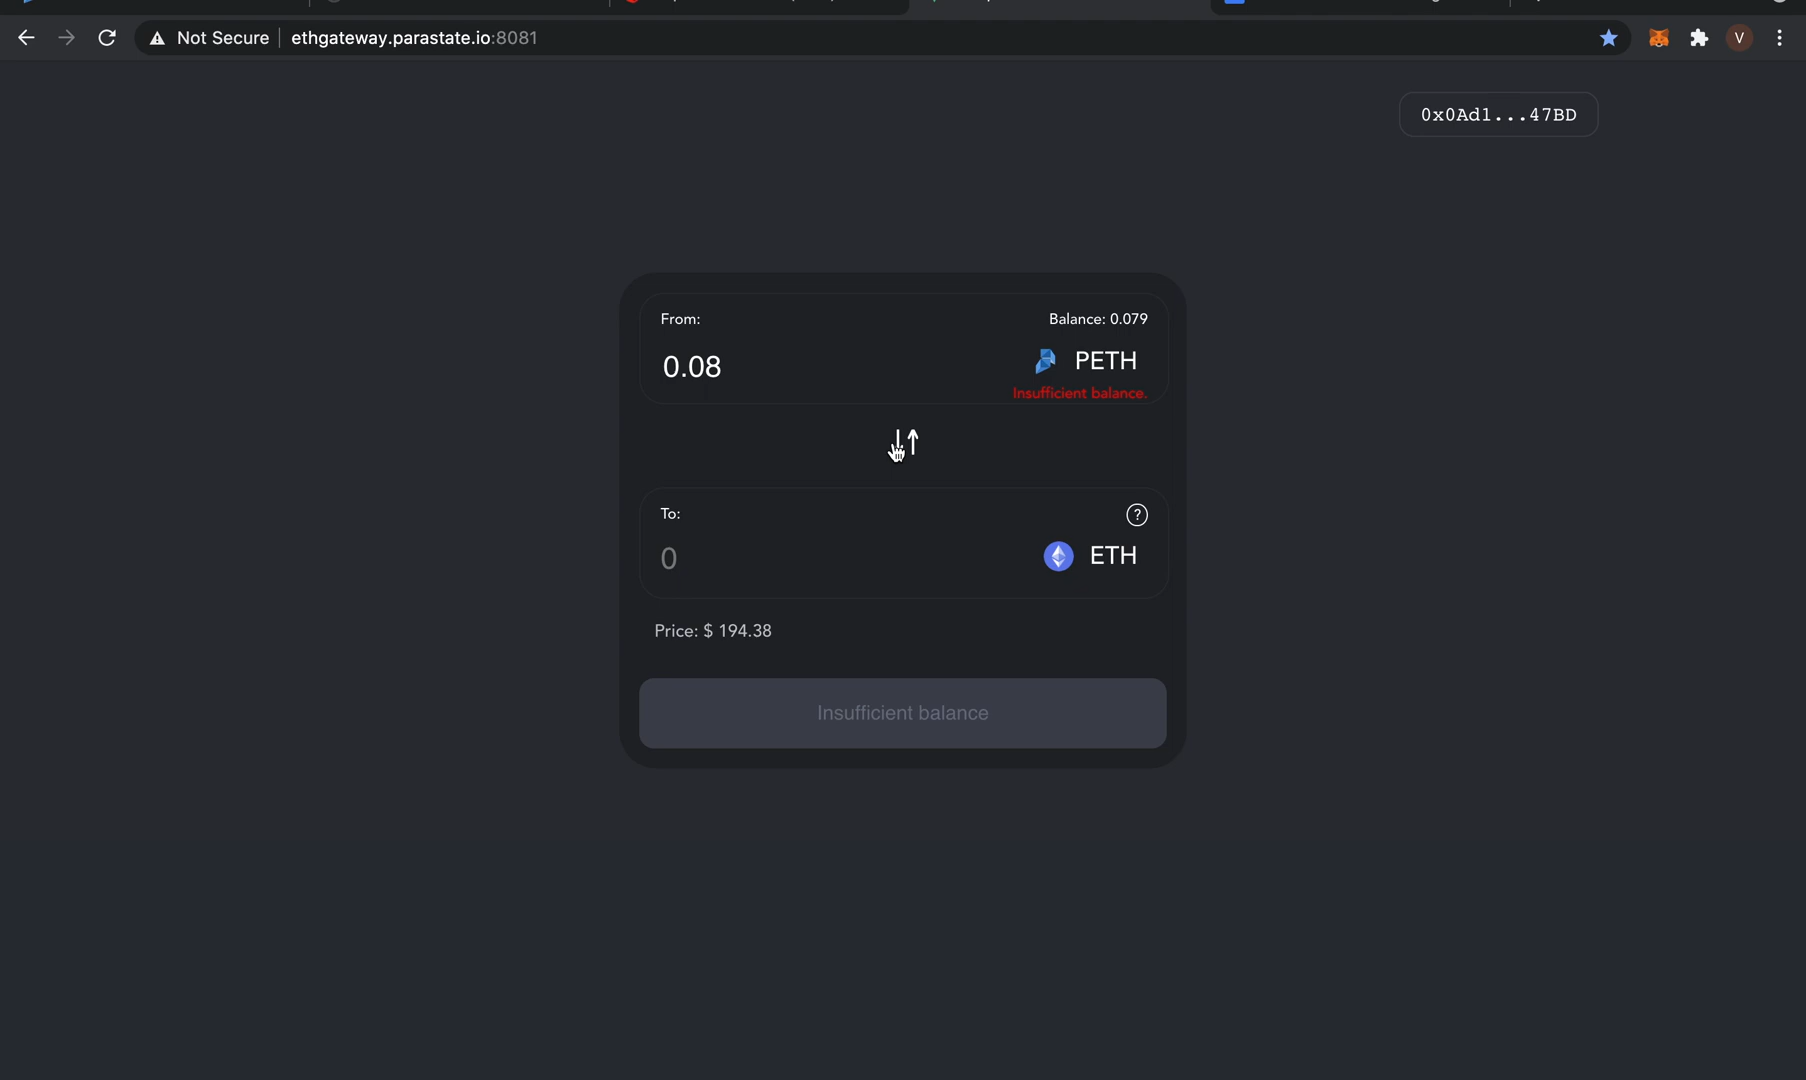 Not Secure
ethgateway.parastate.io:8081
V
0x0Ad1...47BD
From:
Balance: 0.079
0.08
PETH
Insufficient balance.
To:
?
0
ETH
Price: $ 194.38
Insufficient balance